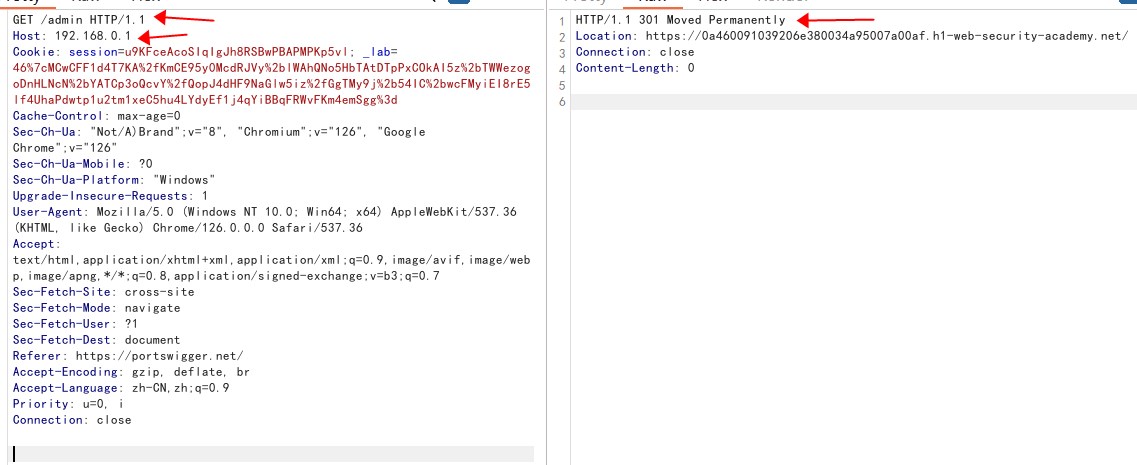 GET /admin HTTP/1.1
Host: 192.168.0.1
Cookie: session=u9KFceAcoSIqIgJh8RSBwPBAPMPKp5vI; _lab=
46%7cMCwCFF1d4T7KA%2fKmCE95y0McdRJVy%2bIWAhQNo5HbTAtDTpPxCOkAI5z%2bTWWezog
oDnHLNcN%2bYATCp3oQcvY%2fQopJ4dHF9NaGIw5iz%2fGgTMy9j%2b54IC%2bwcFMyiEI8rE5
If4UhaPdwtp1u2tm1xeC5hu4LYdyEf1j4qYiBBqFRWvFKm4emSgg%3d
Cache-Control: max-age=0
Sec-Ch-Ua: "Not/A)Brand";v="8", "Chromium";v="126", "Google
Chrome";v="126"
Sec-Ch-Ua-Mobile: ?0
Sec-Ch-Ua-Platform: "Windows"
Upgrade-Insecure-Requests: 1
User-Agent: Mozilla/5.0 (Windows NT 10.0; Win64; x64) AppleWebKit/537.36
(KHTML, like Gecko) Chrome/126.0.0.0 Safari/537.36
Accept:
text/html,application/xhtml+xml,application/xml;q=0.9,image/avif,image/web
p,image/apng,*/*;q=0.8,application/signed-exchange;v=b3;q=0.7
Sec-Fetch-Site: cross-site
Sec-Fetch-Mode: navigate
Sec-Fetch-User: ?1
Sec-Fetch-Dest: document
Referer: https://portswigger.net/
Accept-Encoding: gzip, deflate, br
Accept-Language: zh-CN,zh;q=0.9
Priority: u=0, i
Connection: close
1 HTTP/1.1 301 Moved Permanently
2 Location: https://0a460091039206e380034a95007a00af.h1-web-security-academy.net/
3 Connection: close
4 Content-Length: 0
5
6